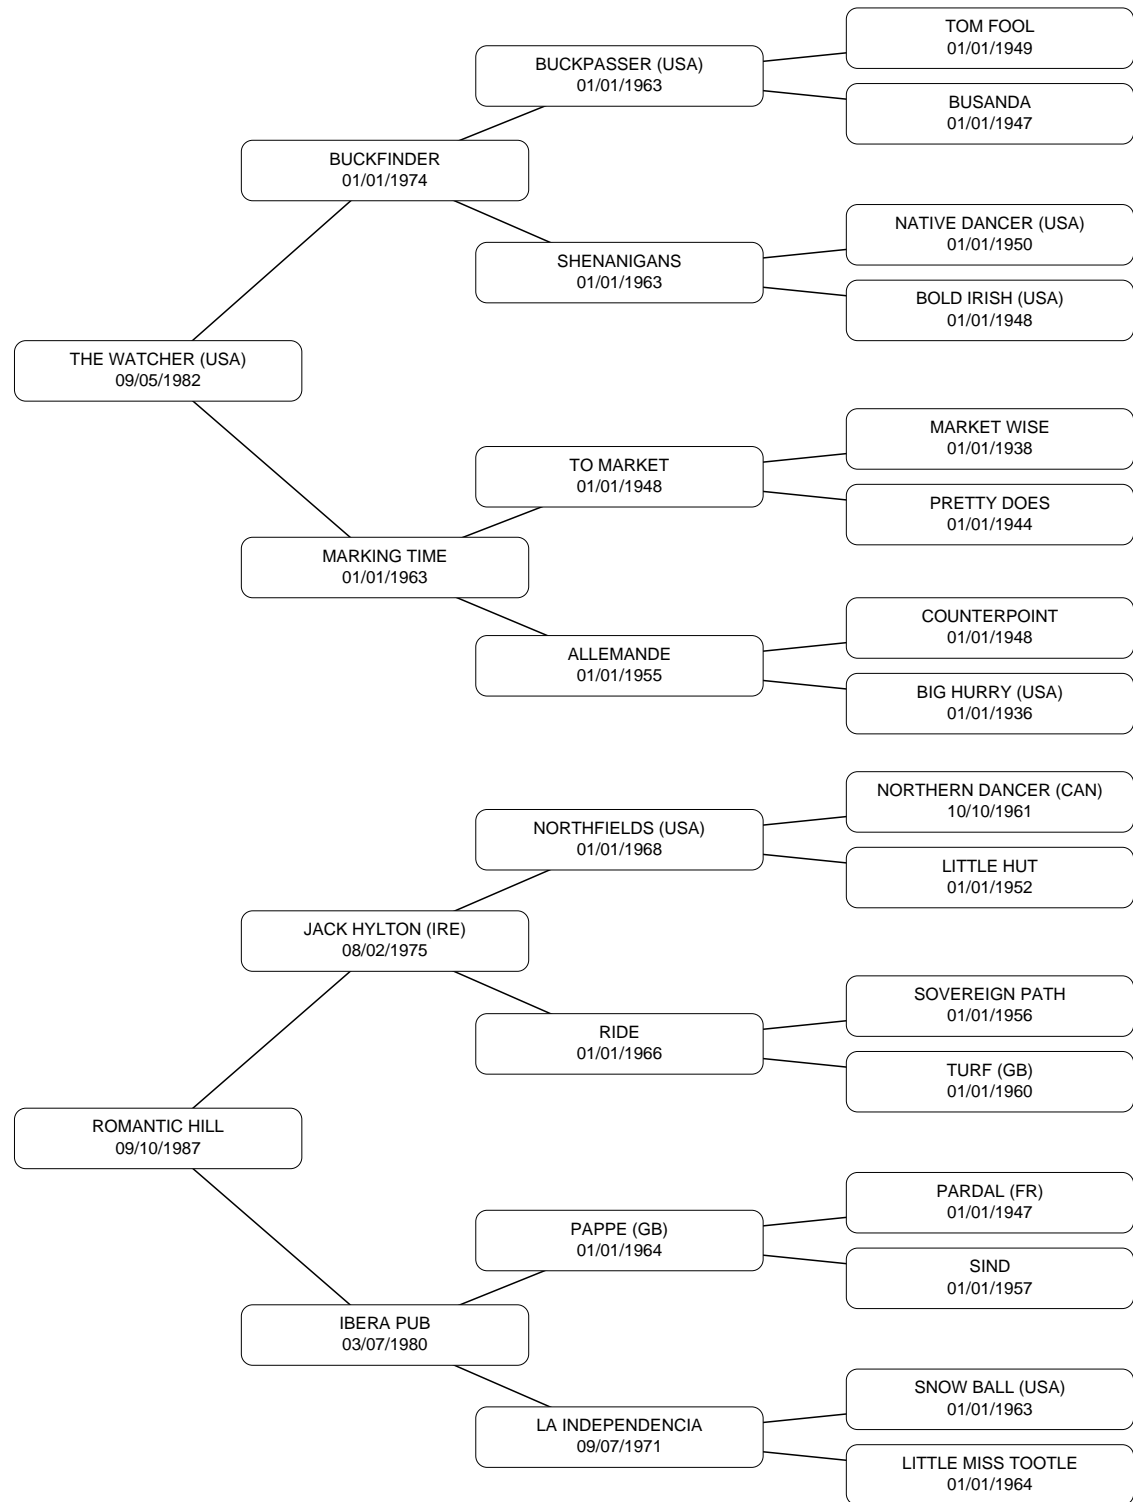 TOM FOOL
01/01/1949
BUCKPASSER (USA)
01/01/1963
BUSANDA
01/01/1947
BUCKFINDER
01/01/1974
NATIVE DANCER (USA)
01/01/1950
SHENANIGANS
01/01/1963
BOLD IRISH (USA)
01/01/1948
THE WATCHER (USA)
09/05/1982
MARKET WISE
01/01/1938
TO MARKET
01/01/1948
PRETTY DOES
01/01/1944
MARKING TIME
01/01/1963
COUNTERPOINT
01/01/1948
ALLEMANDE
01/01/1955
BIG HURRY (USA)
01/01/1936
NORTHERN DANCER (CAN)
10/10/1961
NORTHFIELDS (USA)
01/01/1968
LITTLE HUT
01/01/1952
JACK HYLTON (IRE)
08/02/1975
SOVEREIGN PATH
01/01/1956
RIDE
01/01/1966
TURF (GB)
01/01/1960
ROMANTIC HILL
09/10/1987
PARDAL (FR)
01/01/1947
PAPPE (GB)
01/01/1964
SIND
01/01/1957
IBERA PUB
03/07/1980
SNOW BALL (USA)
01/01/1963
LA INDEPENDENCIA
09/07/1971
LITTLE MISS TOOTLE
01/01/1964